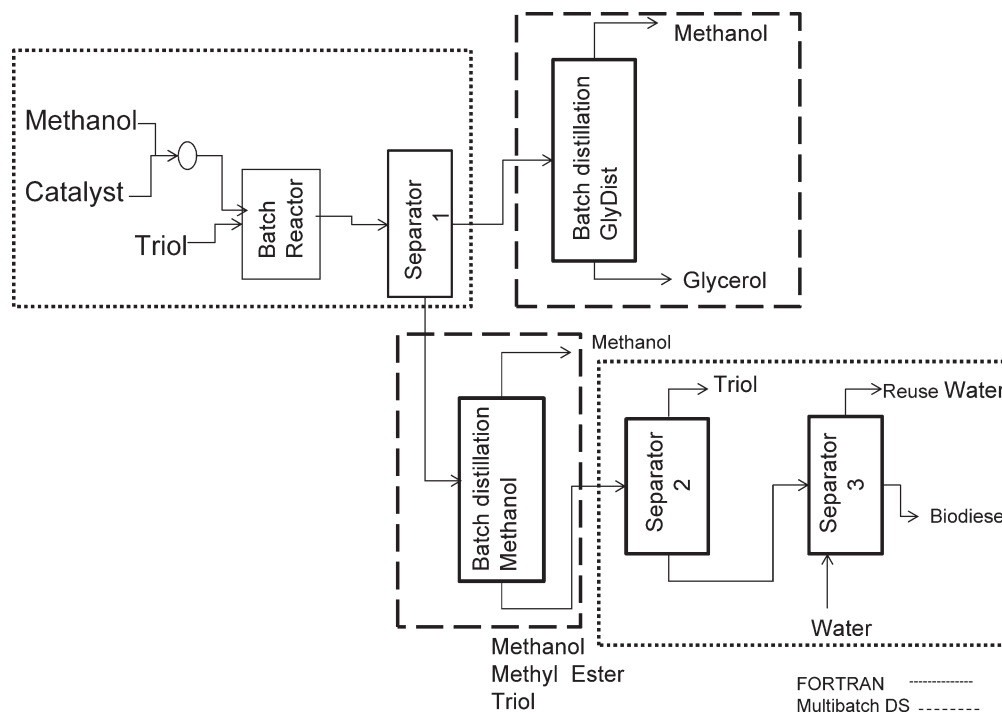 Methanol
Catalyst
Triol
Batch
Reactor
Separator
1
Batch distillation
GlyDist
Methanol
Glycerol
Batch distillation
Methanol
Methanol
Methanol
Methyl Ester
Triol
Separator
2
Triol
Separator
3
Reuse Water
Biodiese
Water
FORTRAN
Multibatch DS